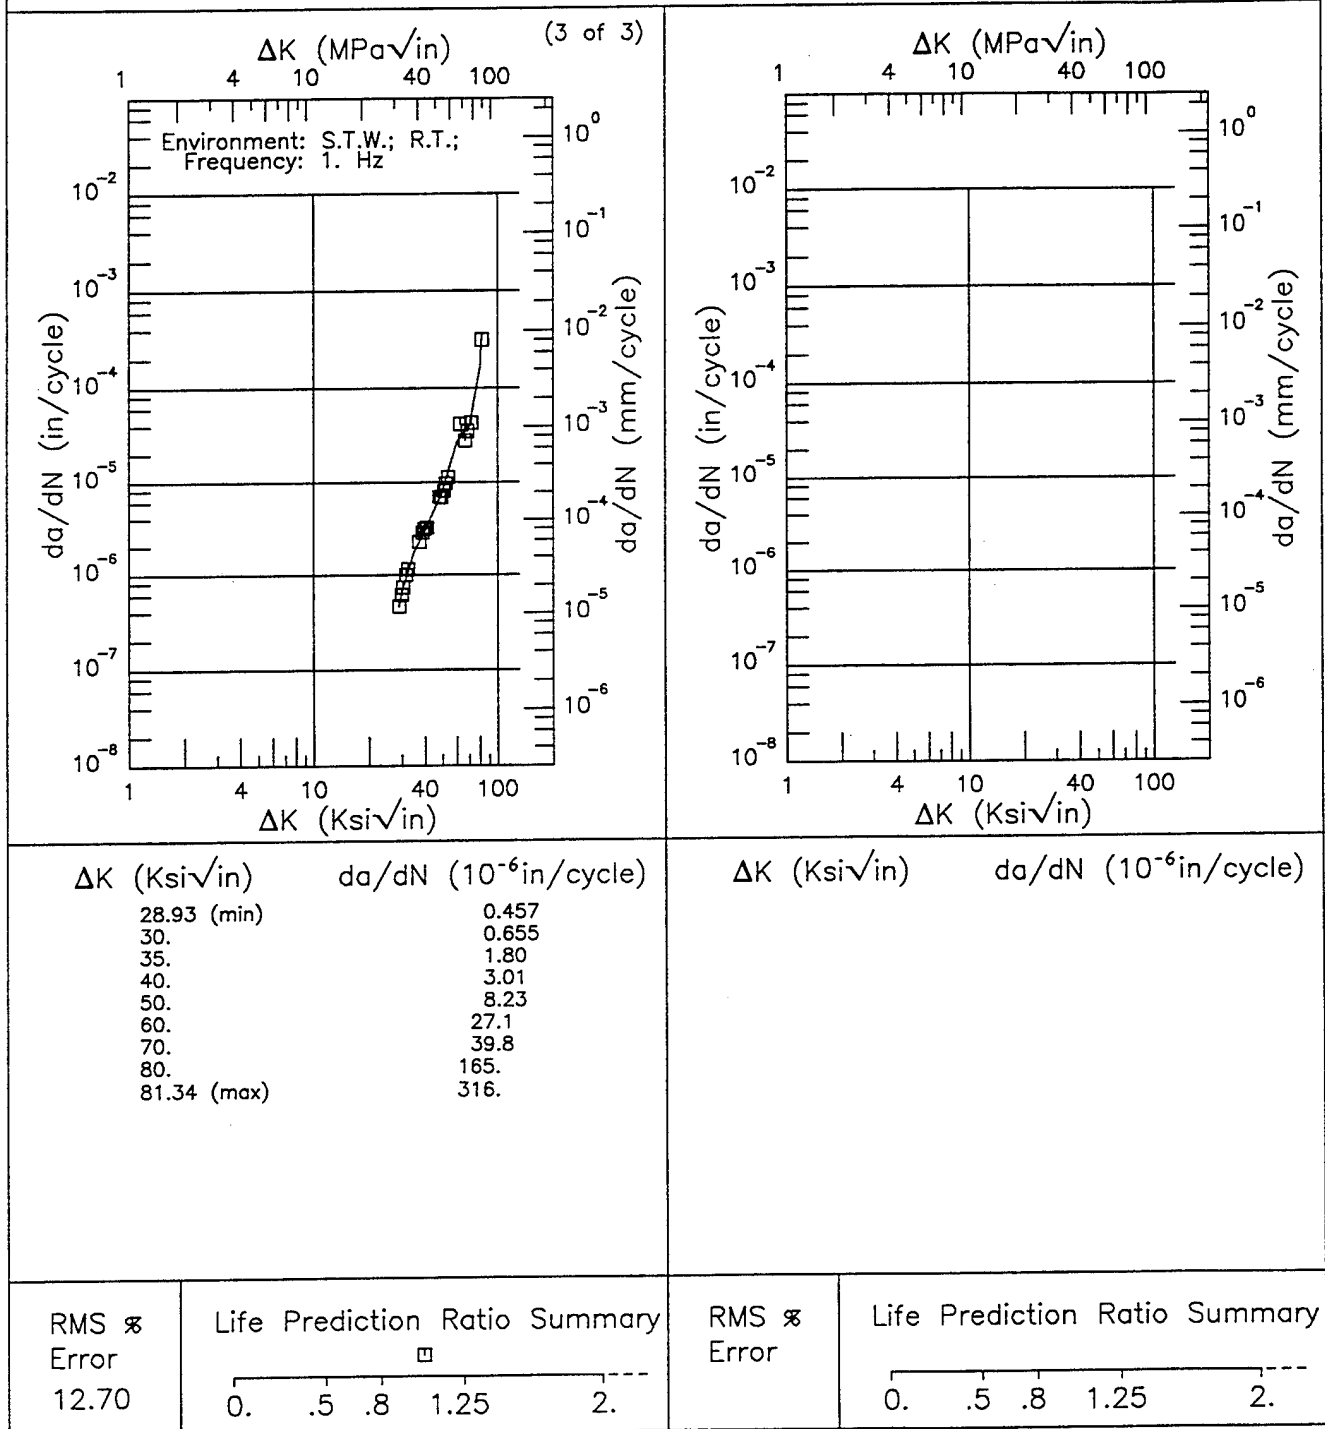 (3 of 3)
ΔK (MPa√in)
1 4 10 40 100
Environment: S.T.W.; R.T.;
Frequency: 1. Hz
da/dN (in/cycle)
10⁻²
10⁻³
10⁻⁴
10⁻⁵
10⁻⁶
10⁻⁷
10⁻⁸
10⁰
10⁻¹
10⁻²
10⁻³
10⁻⁴
10⁻⁵
10⁻⁶
da/dN (mm/cycle)
1 4 10 40 100
ΔK (Ksi√in)
ΔK (MPa√in)
1 4 10 40 100
da/dN (in/cycle)
10⁻²
10⁻³
10⁻⁴
10⁻⁵
10⁻⁶
10⁻⁷
10⁻⁸
10⁰
10⁻¹
10⁻²
10⁻³
10⁻⁴
10⁻⁵
10⁻⁶
da/dN (mm/cycle)
1 4 10 40 100
ΔK (Ksi√in)
ΔK (Ksi√in) da/dN (10⁻⁶in/cycle)
28.93 (min) 0.457
30. 0.655
35. 1.80
40. 3.01
50. 8.23
60. 27.1
70. 39.8
80. 165.
81.34 (max) 316.
ΔK (Ksi√in) da/dN (10⁻⁶in/cycle)
RMS %
Error
12.70
Life Prediction Ratio Summary
0. .5 .8 1.25 2.
RMS %
Error
Life Prediction Ratio Summary
0. .5 .8 1.25 2.